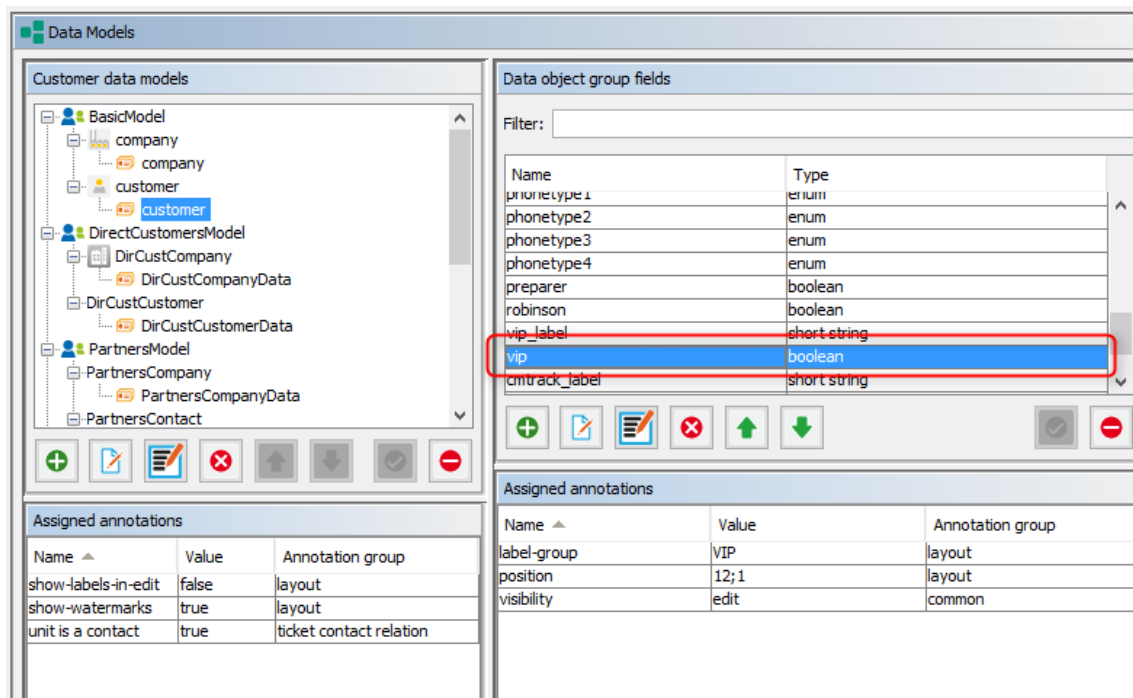 Data Models
Customer data models
BasicModel
company
company
customer
customer
DirectCustomersModel
DirCustCompany
DirCustCompanyData
DirCustCustomer
DirCustCustomerData
PartnersModel
PartnersCompany
PartnersCompanyData
PartnersContact
Assigned annotations
Name Value Annotation group
show-labels-in-edit false layout
show-watermarks true layout
unit is a contact true ticket contact relation
Data object group fields
Filter:
Name Type
phonetype1 enum
phonetype2 enum
phonetype3 enum
phonetype4 enum
preparer boolean
robinson boolean
vip_label short string
vip boolean
cmtrack_label short string
Assigned annotations
Name Value Annotation group
label-group VIP layout
position 12;1 layout
visibility edit common